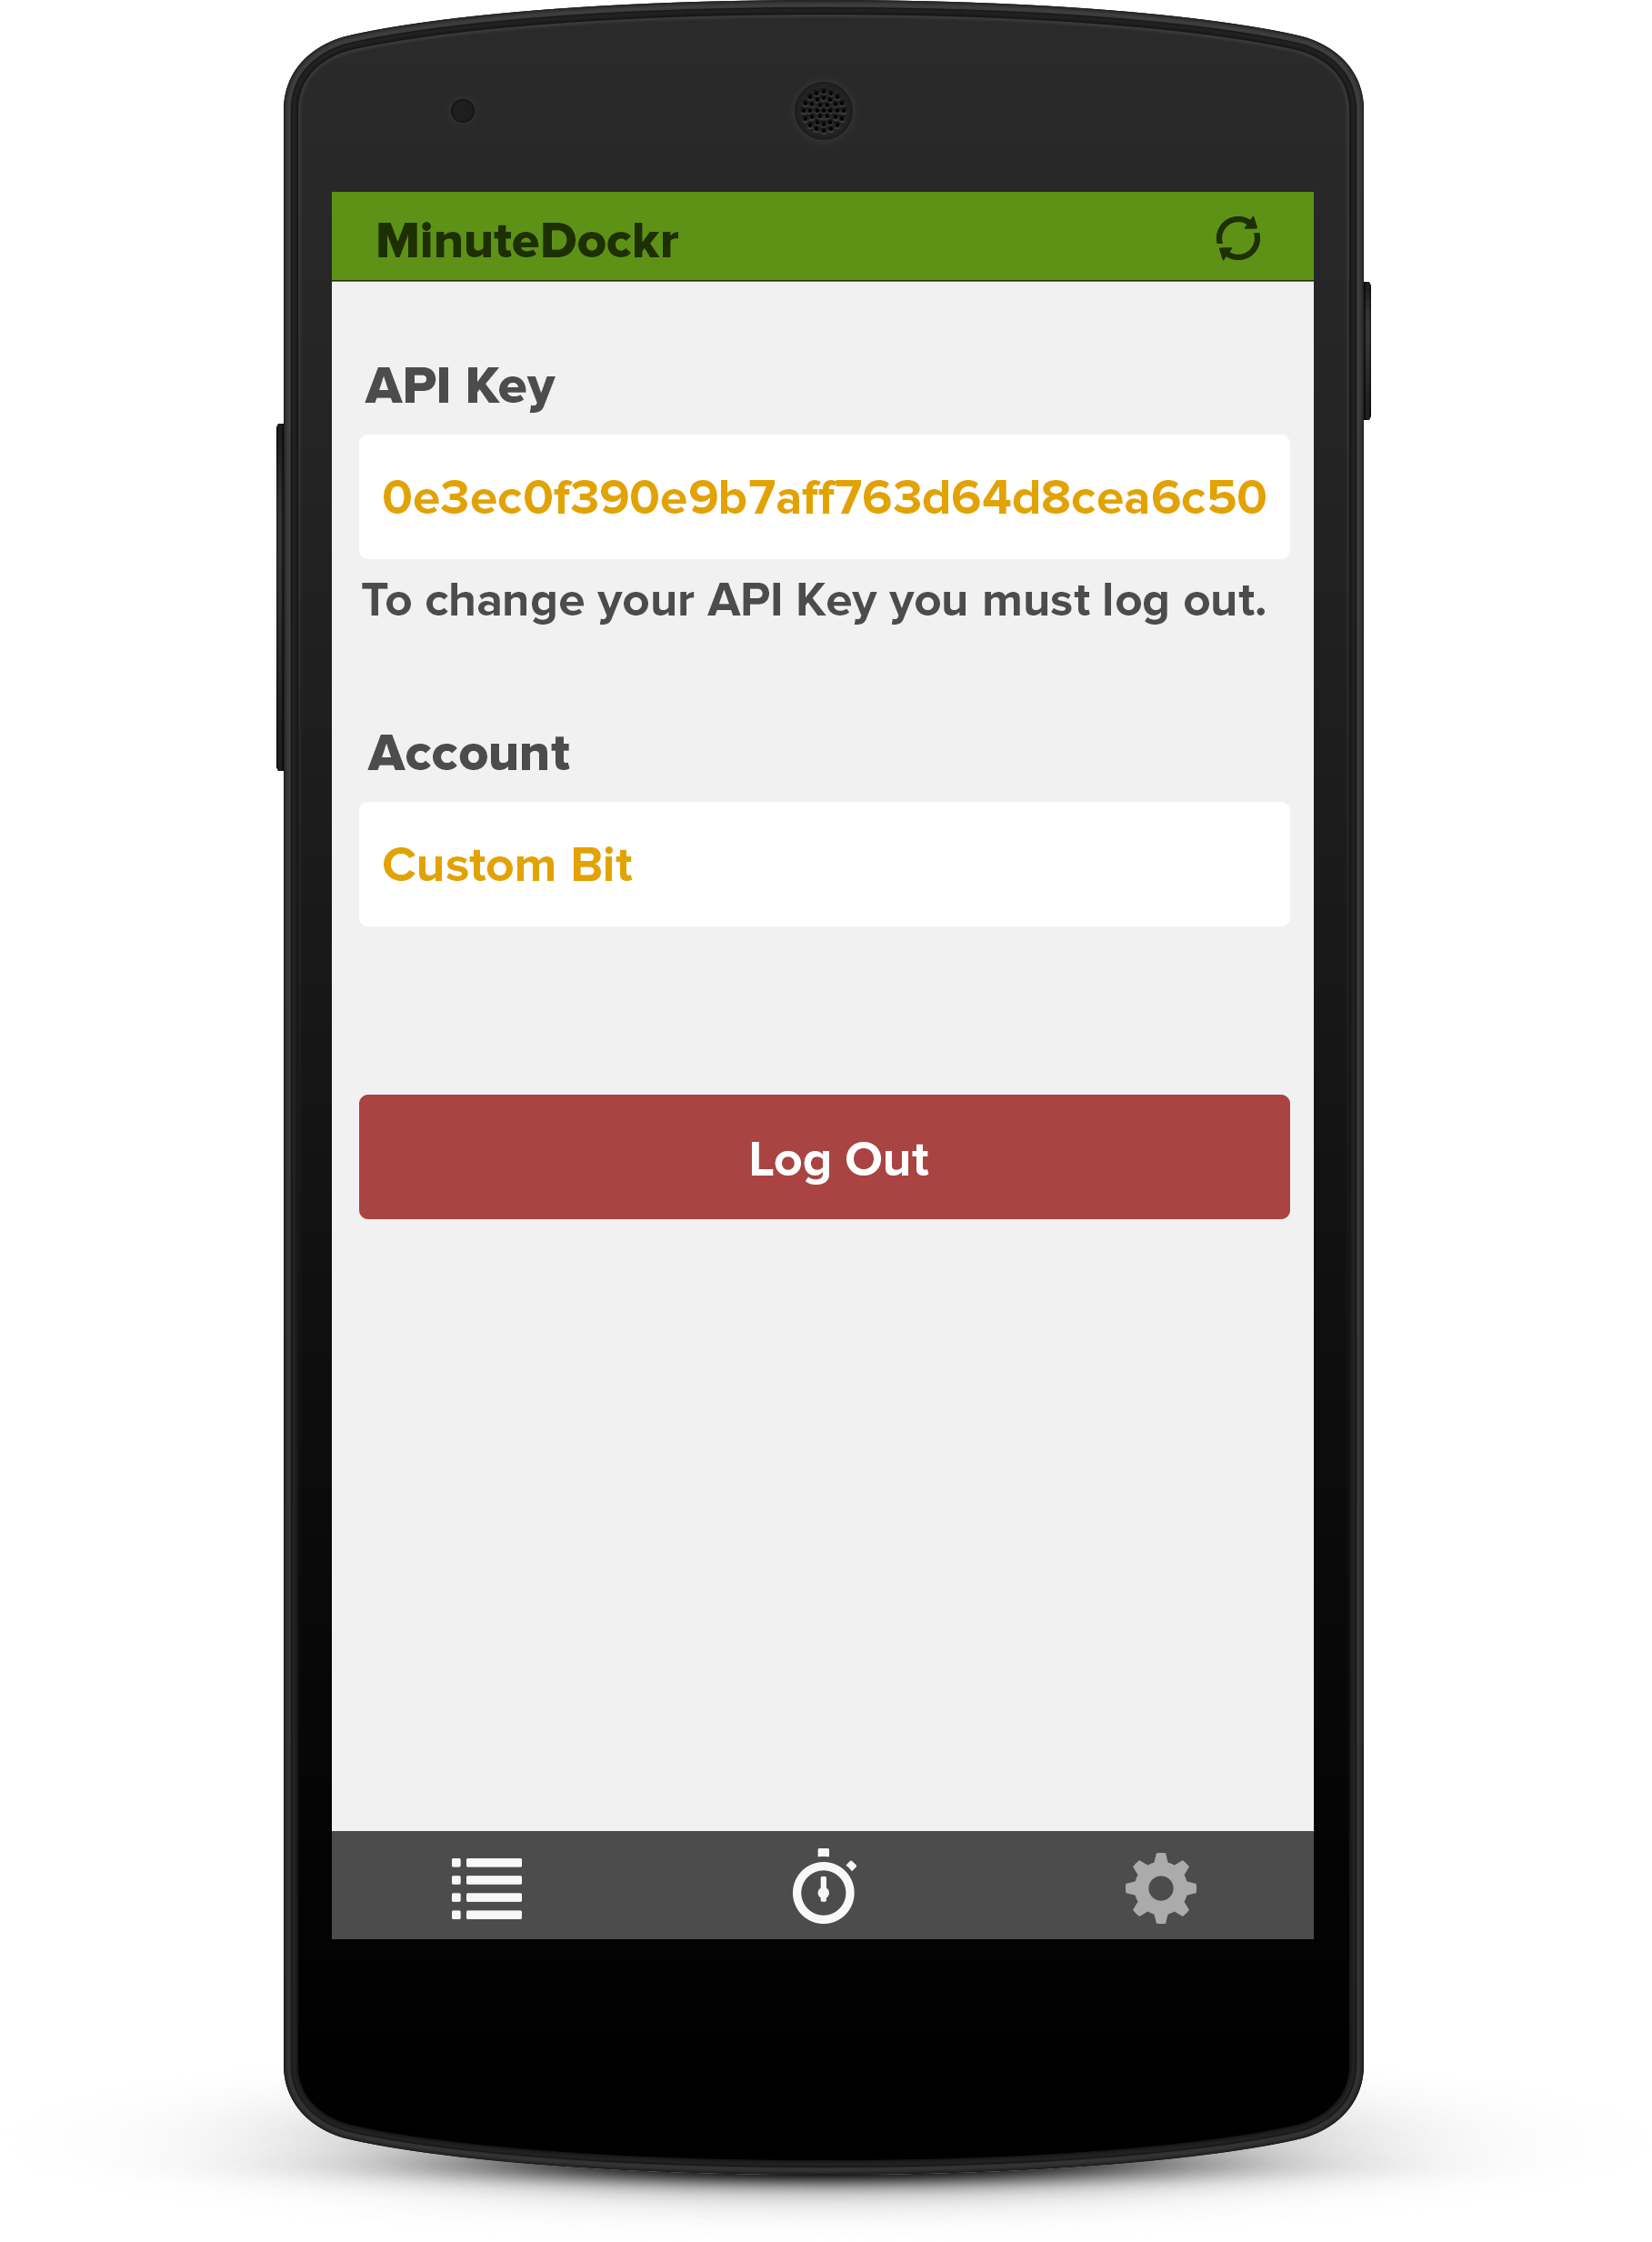 MinuteDockr
API Key
0e3ec0f390e9b7aff763d64d8cea6c50
To change your API Key you must log out.
Account
Custom Bit
Log Out